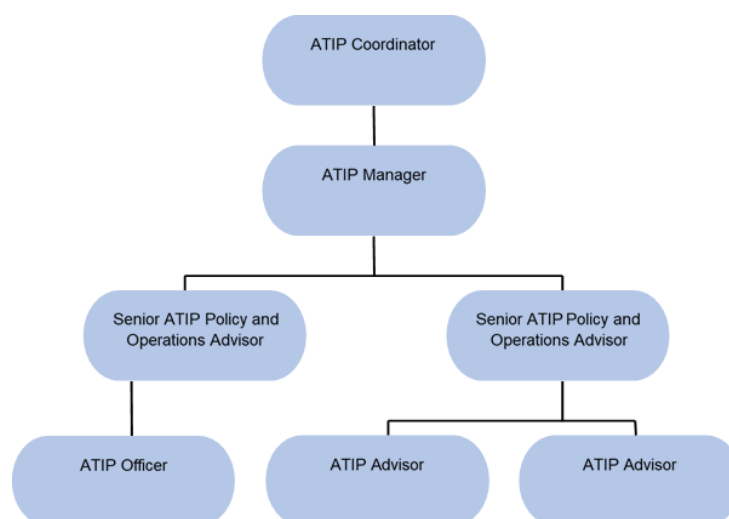 ATIP Coordinator
ATIP Manager
Senior ATIP Policy and
Operations Advisor
Senior ATIP Policy and
Operations Advisor
ATIP Officer
ATIP Advisor
ATIP Advisor